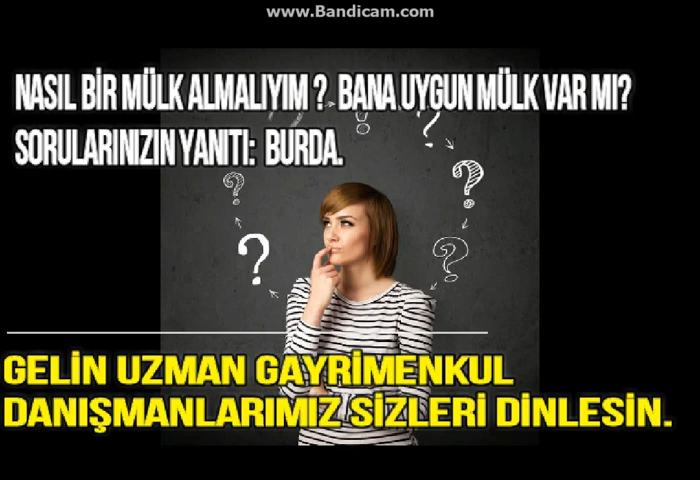 www.Bandicam.com
NASIL BİR MÜLK ALMALIYIM ? BANA UYGUN MÜLK VAR MI?
SORULARINIZIN YANITI: BURDA.
GELİN UZMAN GAYRİMENKUL
DANIŞMANLARIMIZ SİZLERİ DİNLESİN.